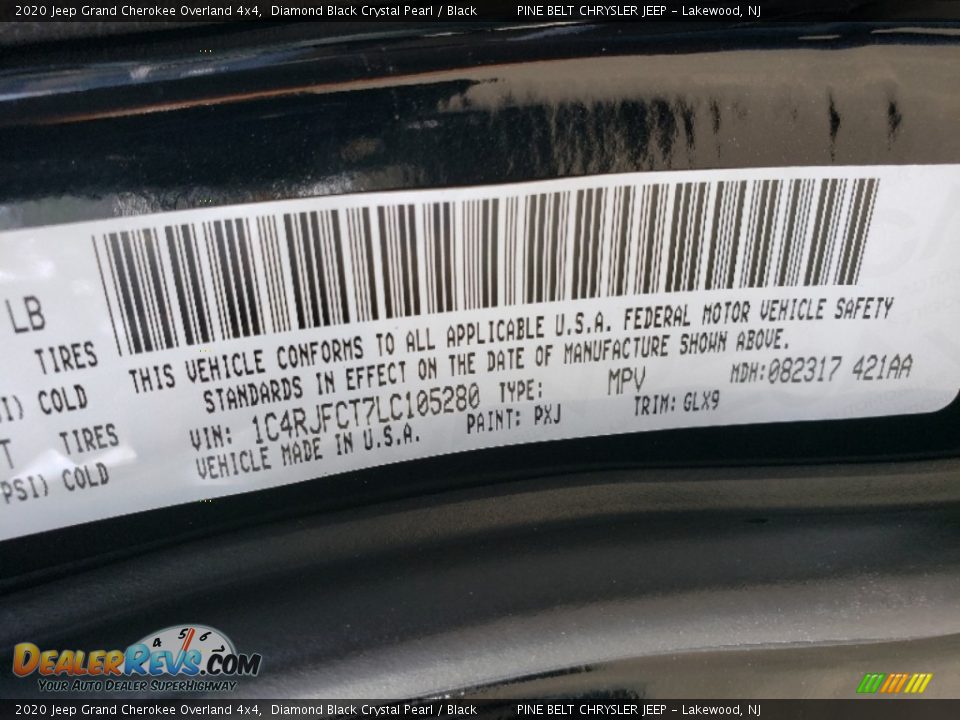 2020 Jeep Grand Cherokee Overland 4x4, Diamond Black Crystal Pearl / Black PINE BELT CHRYSLER JEEP - Lakewood, NJ
LB
TIRES
COLD
TIRES
PSI) COLD
THIS VEHICLE CONFORMS TO ALL APPLICABLE U.S.A. FEDERAL MOTOR VEHICLE SAFETY
STANDARDS IN EFFECT ON THE DATE OF MANUFACTURE SHOWN ABOVE.
VIN: 1C4RJFCT7LC105280 TYPE: MPV MDH:082317 421AA
VEHICLE MADE IN U.S.A. PAINT: PXJ TRIM: GLX9
4 5 6
DEALERREVS.COM
YOUR AUTO DEALER SUPERHIGHWAY
2020 Jeep Grand Cherokee Overland 4x4, Diamond Black Crystal Pearl / Black PINE BELT CHRYSLER JEEP - Lakewood, NJ